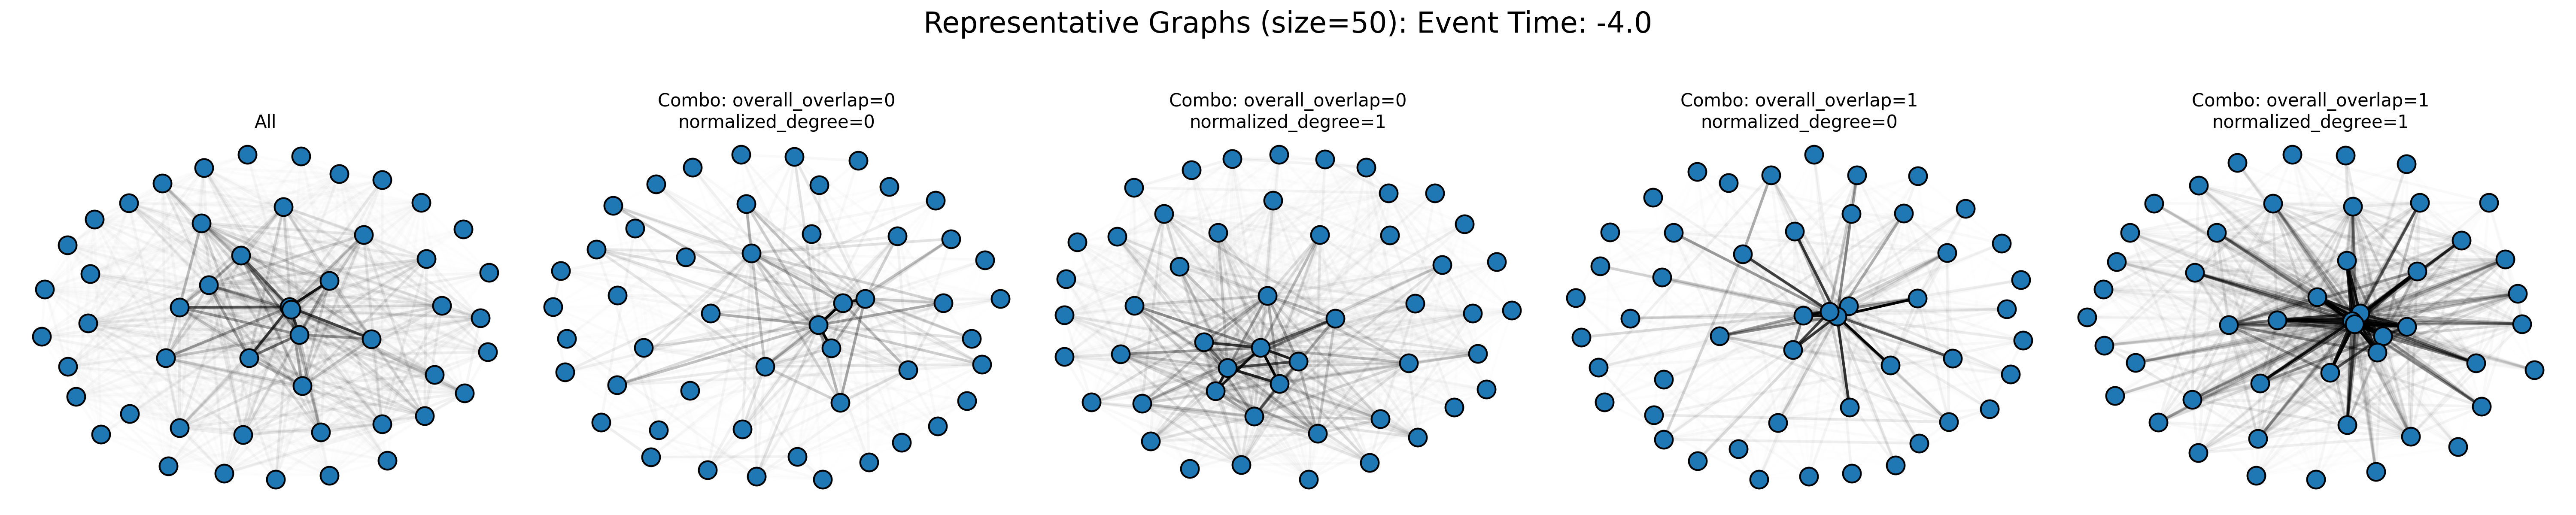 Representative Graphs (size=50): Event Time: -4.0
All
Combo: overall_overlap=0
normalized_degree=0
Combo: overall_overlap=0
normalized_degree=1
Combo: overall_overlap=1
normalized_degree=0
Combo: overall_overlap=1
normalized_degree=1